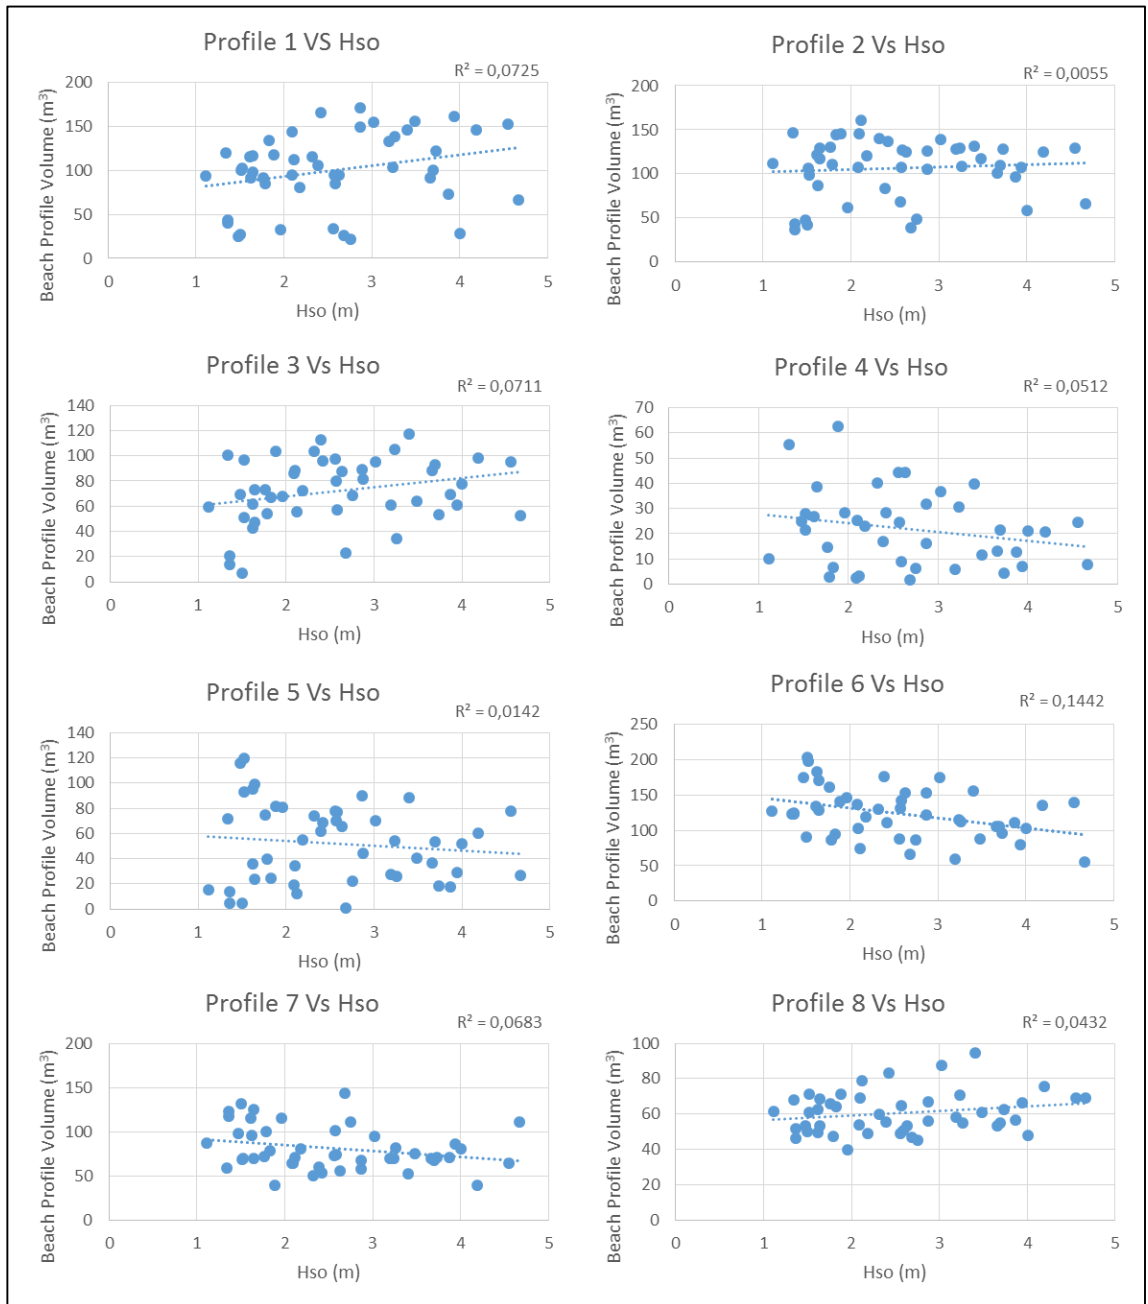 Profile 1 VS Hso
R² = 0,0725
Beach Profile Volume (m³)
200
150
100
50
0
0 1 2 3 4 5
Hso (m)
Profile 2 Vs Hso
R² = 0,0055
Beach Profile Volume (m³)
200
150
100
50
0
0 1 2 3 4 5
Hso (m)
Profile 3 Vs Hso
R² = 0,0711
Beach Profile Volume (m³)
140
120
100
80
60
40
20
0
0 1 2 3 4 5
Hso (m)
Profile 4 Vs Hso
R² = 0,0512
Beach Profile Volume (m³)
70
60
50
40
30
20
10
0
0 1 2 3 4 5
Hso (m)
Profile 5 Vs Hso
R² = 0,0142
Beach Profile Volume (m³)
140
120
100
80
60
40
20
0
0 1 2 3 4 5
Hso (m)
Profile 6 Vs Hso
R² = 0,1442
Beach Profile Volume (m³)
250
200
150
100
50
0
0 1 2 3 4 5
Hso (m)
Profile 7 Vs Hso
R² = 0,0683
Beach Profile Volume (m³)
200
150
100
50
0
0 1 2 3 4 5
Hso (m)
Profile 8 Vs Hso
R² = 0,0432
Beach Profile Volume (m³)
100
80
60
40
20
0
0 1 2 3 4 5
Hso (m)